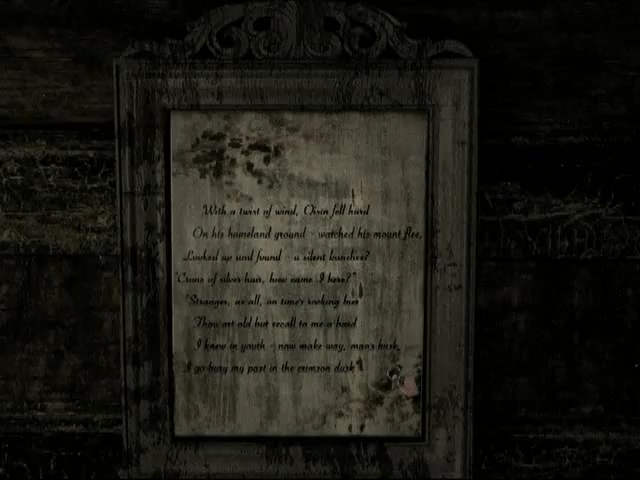 With a twist of wind, Oisin fell hard
On his homeland ground - watched his mount flee,
Looked up and found - a silent banshee?
"Crone of silver hair, how came I here?"
"Stranger, as all, on time's rocking bier
Thou art old but recall to me a bard
I knew in youth - now make way, man's husk,
I go bury my past in the crimson dusk"